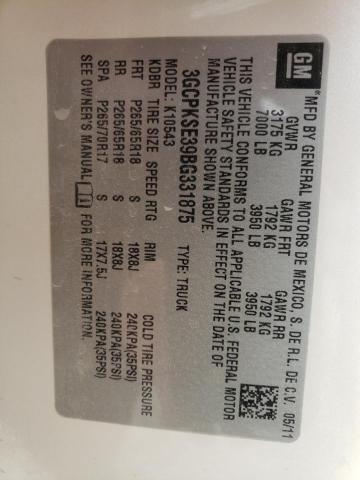 GM
MFD BY GENERAL MOTORS DE MEXICO, S. DE R.L. DE C.V. 05/11
GVWR GAWR FRT GAWR RR
3175 KG 1792 KG 1792 KG
7000 LB 3950 LB 3950 LB
THIS VEHICLE CONFORMS TO ALL APPLICABLE U.S. FEDERAL MOTOR
VEHICLE SAFETY STANDARDS IN EFFECT ON THE DATE OF
MANUFACTURE SHOWN ABOVE.
3GCPKSE39BG331875 TYPE: TRUCK
MODEL: K10543
KDBR TIRE SIZE SPEED RTG RIM COLD TIRE PRESSURE
FRT P265/65R18 S 18X8J 240KPA(35PSI)
RR P265/65R18 S 18X8J 240KPA(35PSI)
SPA P265/70R17 S 17X7.5J 240KPA(35PSI)
SEE OWNER'S MANUAL FOR MORE INFORMATION.